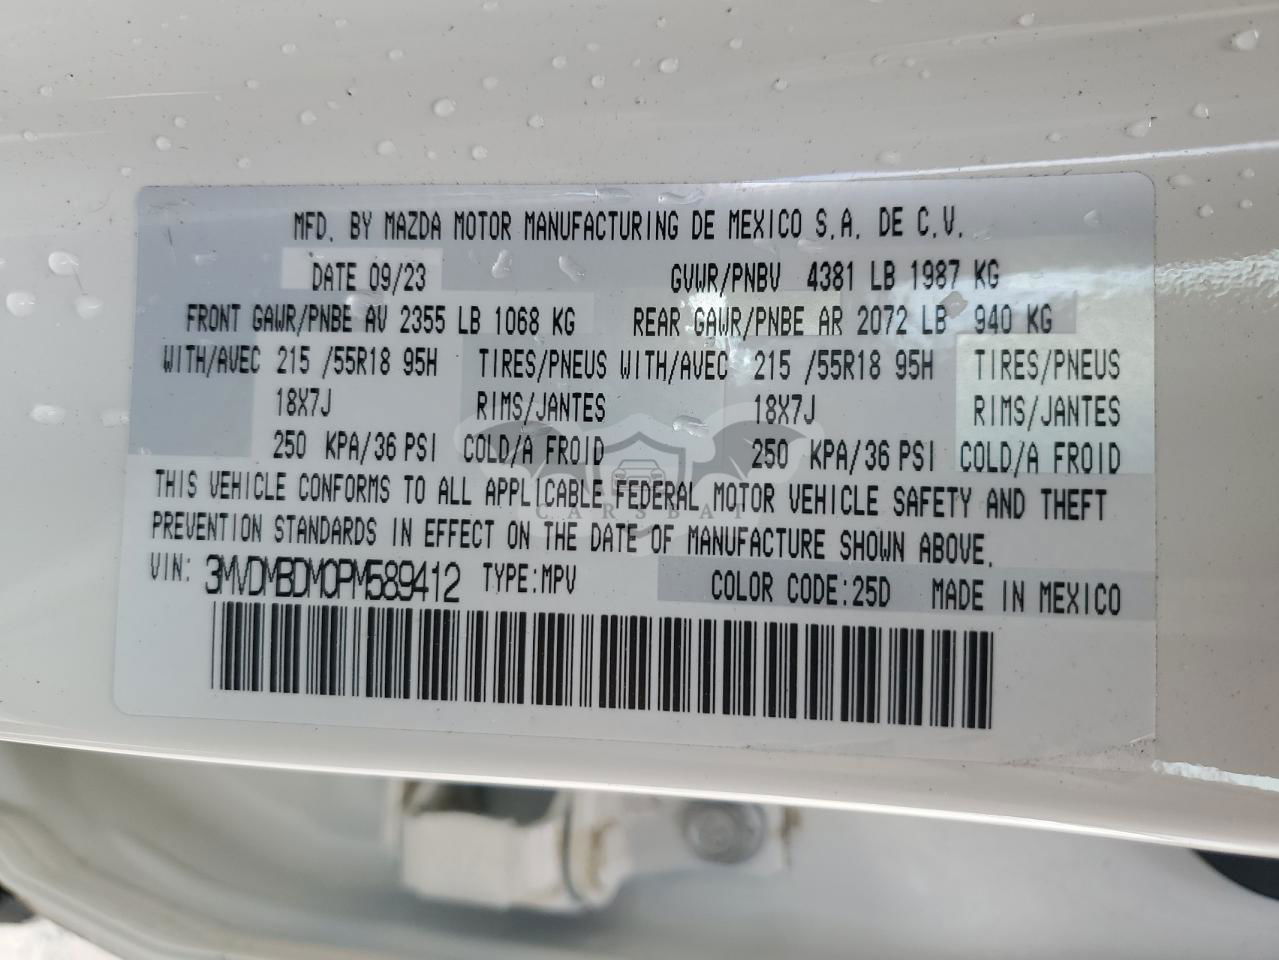 MFD. BY MAZDA MOTOR MANUFACTURING DE MEXICO S.A. DE C.V.
DATE 09/23 GVWR/PNBV 4381 LB 1987 KG
FRONT GAWR/PNBE AV 2355 LB 1068 KG REAR GAWR/PNBE AR 2072 LB 940 KG
WITH/AVEC 215 /55R18 95H TIRES/PNEUS WITH/AVEC 215 /55R18 95H TIRES/PNEUS
18X7J RIMS/JANTES 18X7J RIMS/JANTES
250 KPA/36 PSI COLD/A FROID 250 KPA/36 PSI COLD/A FROID
THIS VEHICLE CONFORMS TO ALL APPLICABLE FEDERAL MOTOR VEHICLE SAFETY AND THEFT
CARSBAT
PREVENTION STANDARDS IN EFFECT ON THE DATE OF MANUFACTURE SHOWN ABOVE.
VIN: 3MVDMBDM0PM589412 TYPE:MPV COLOR CODE:25D MADE IN MEXICO